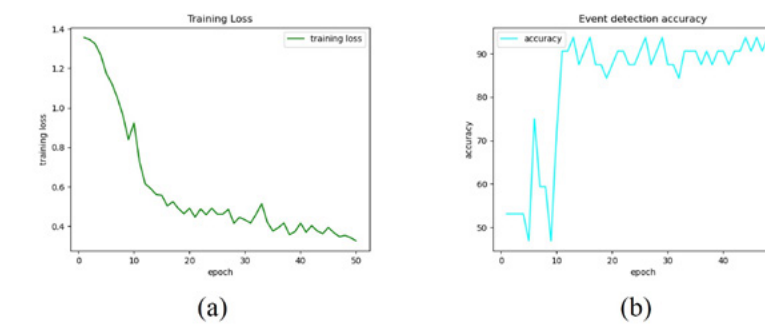 Training Loss
1.4
1.2
1.0
0.8
0.6
0.4
training loss
training loss
0
10
20
30
40
50
epoch
(a)
Event detection accuracy
90
80
70
60
50
accuracy
accuracy
0
10
20
30
40
epoch
(b)